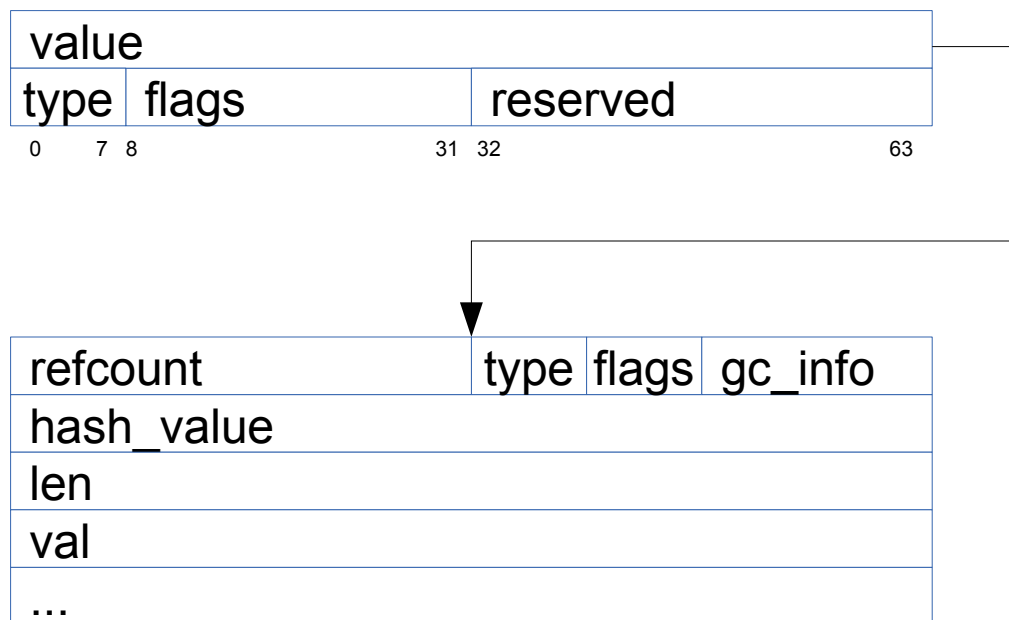 value
type flags reserved
0 7 8 31 32 63
refcount type flags gc_info
hash_value
len
val
...